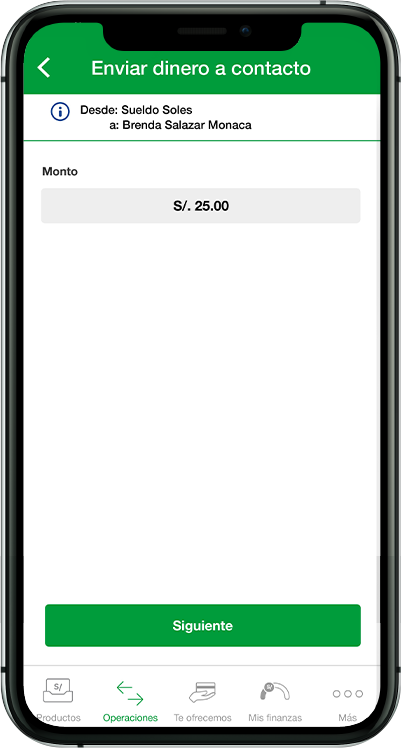 Enviar dinero a contacto
Desde: Sueldo Soles
a: Brenda Salazar Monaca
Monto
S/. 25.00
Siguiente
S/
Productos
Operaciones
Te ofrecemos
Mis finanzas
Más